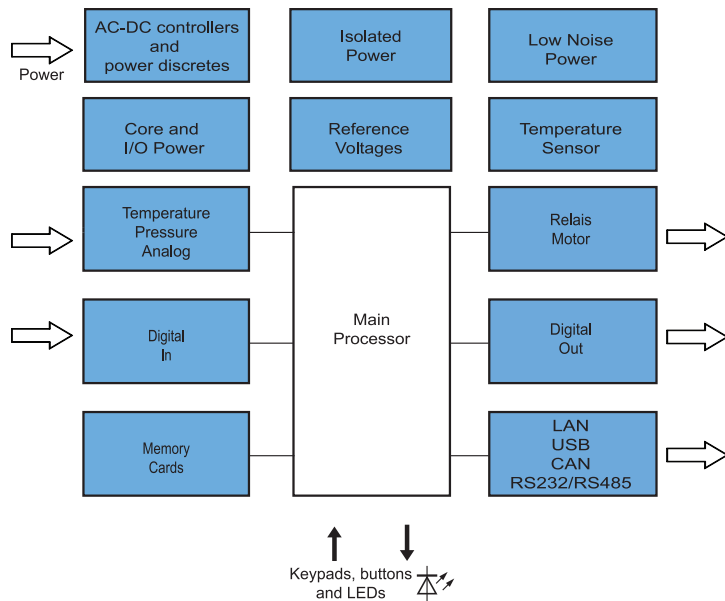 AC-DC controllers
and
power discretes
Isolated
Power
Low Noise
Power
Power
Core and
I/O Power
Reference
Voltages
Temperature
Sensor
Temperature
Pressure
Analog
Main
Processor
Relais
Motor
Digital
In
Digital
Out
Memory
Cards
LAN
USB
CAN
RS232/RS485
Keypads, buttons
and LEDs